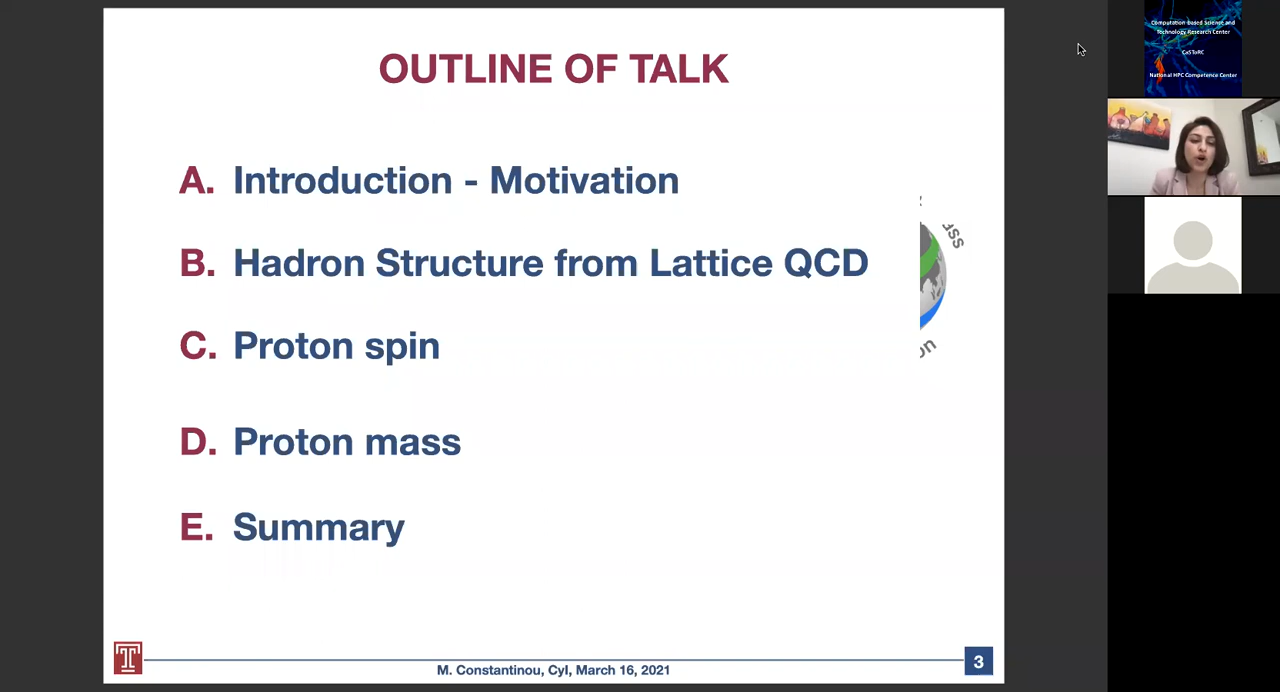 OUTLINE OF TALK
A. Introduction - Motivation
B. Hadron Structure from Lattice QCD
C. Proton spin
D. Proton mass
E. Summary
M. Constantinou, CyI, March 16, 2021
3
Computation-Based Science and
Technology Research Center
CaSToRC
National HPC Competence Center